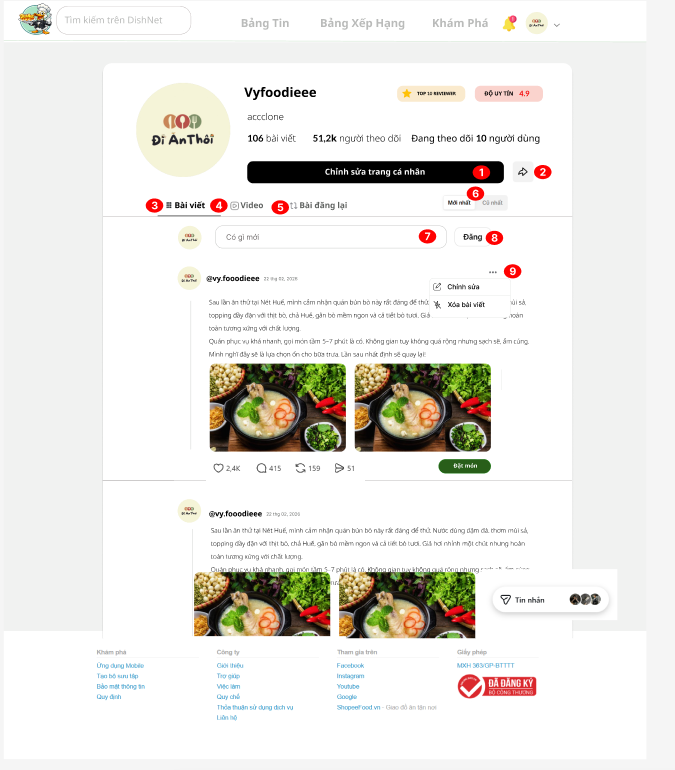 Tìm kiếm trên DishNet
Bảng Tin
Bảng Xếp Hạng
Khám Phá
Đi ĂnThôi
Vyfoodieee
TOP 10 REVIEWER
ĐỘ UY TÍN 4.9
accclone
106 bài viết 51,2k người theo dõi Đang theo dõi 10 người dùng
Chỉnh sửa trang cá nhân 1
2
3 Bài viết 4 Video 5 Bài đăng lại
6
Mới nhất Cũ nhất
Có gì mới 7
Đăng 8
@vy.fooodieee 22 thg 02, 2026
9
Chỉnh sửa
Xóa bài viết
Sau lần ăn thử tại Nét Huế, mình cảm nhận quán bún bò này rất đáng để thử. mùi sả,
topping đầy đặn với thịt bò, chả Huế, gân bò mềm ngon và cả tiết bò tươi. Giá hoàn
toàn tương xứng với chất lượng.
Quán phục vụ khá nhanh, gọi món tầm 5–7 phút là có. Không gian tuy không quá rộng nhưng sạch sẽ, ấm cúng.
Mình nghĩ đây sẽ là lựa chọn ổn cho bữa trưa. Lần sau nhất định sẽ quay lại!
2,4K 415 159 51
Đặt món
@vy.fooodieee 22 thg 02, 2026
Sau lần ăn thử tại Nét Huế, mình cảm nhận quán bún bò này rất đáng để thử. Nước dùng đậm đà, thơm mùi sả,
topping đầy đặn với thịt bò, chả Huế, gân bò mềm ngon và cả tiết bò tươi. Giá hơi nhỉnh một chút nhưng hoàn
toàn tương xứng với chất lượng.
Quán phục vụ khá nhanh, gọi món tầm 5–7 phút là có. Không gian tuy không quá rộng nhưng
Tin nhắn
Khám phá
Ứng dụng Mobile
Tạo bộ sưu tập
Bảo mật thông tin
Quy định
Công ty
Giới thiệu
Trợ giúp
Việc làm
Quy chế
Thỏa thuận sử dụng dịch vụ
Liên hệ
Tham gia trên
Facebook
Instagram
Youtube
Google
ShopeeFood.vn - Giao đồ ăn tận nơi
Giấy phép
MXH 363/GP-BTTTT
ĐÃ ĐĂNG KÝ
BỘ CÔNG THƯƠNG